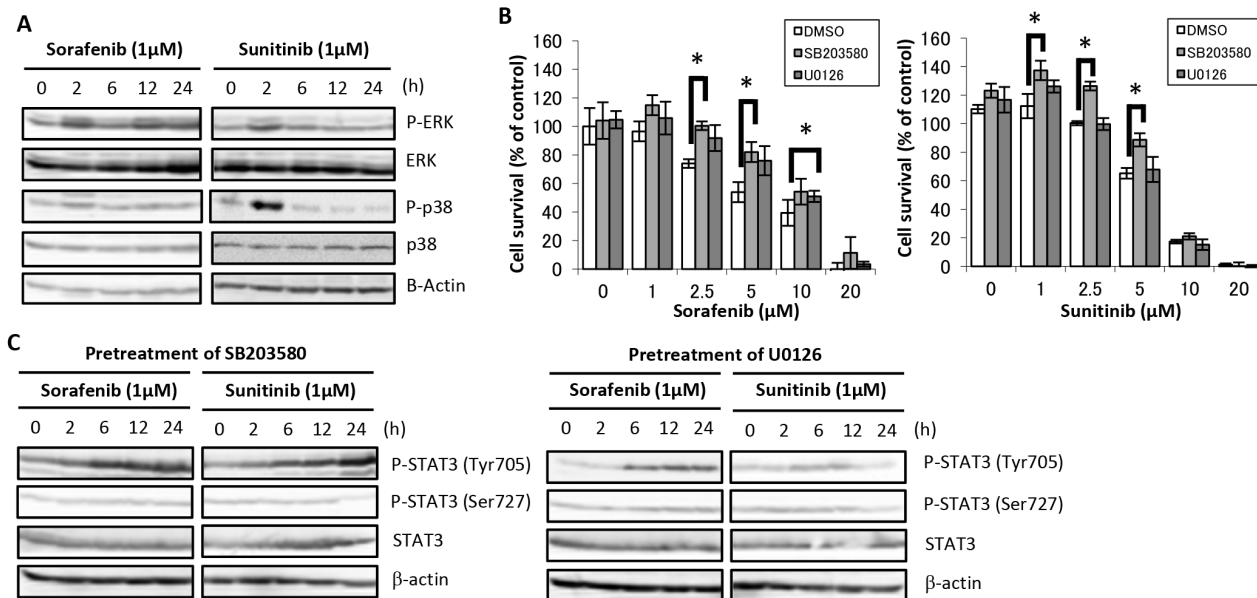 A
Sorafenib (1μM) Sunitinib (1μM)
0 2 6 12 24 0 2 6 12 24 (h)
P-ERK
ERK
P-p38
p38
B-Actin
B
Cell survival (% of control)
160
140
120
100
80
60
40
20
0
* * *
DMSO
SB203580
U0126
0 1 2.5 5 10 20
Sorafenib (μM)
Cell survival (% of control)
160
140
120
100
80
60
40
20
0
* * *
DMSO
SB203580
U0126
0 1 2.5 5 10 20
Sunitinib (μM)
C
Pretreatment of SB203580
Sorafenib (1μM) Sunitinib (1μM)
0 2 6 12 24 0 2 6 12 24 (h)
P-STAT3 (Tyr705)
P-STAT3 (Ser727)
STAT3
β-actin
Pretreatment of U0126
Sorafenib (1μM) Sunitinib (1μM)
0 2 6 12 24 0 2 6 12 24 (h)
P-STAT3 (Tyr705)
P-STAT3 (Ser727)
STAT3
β-actin